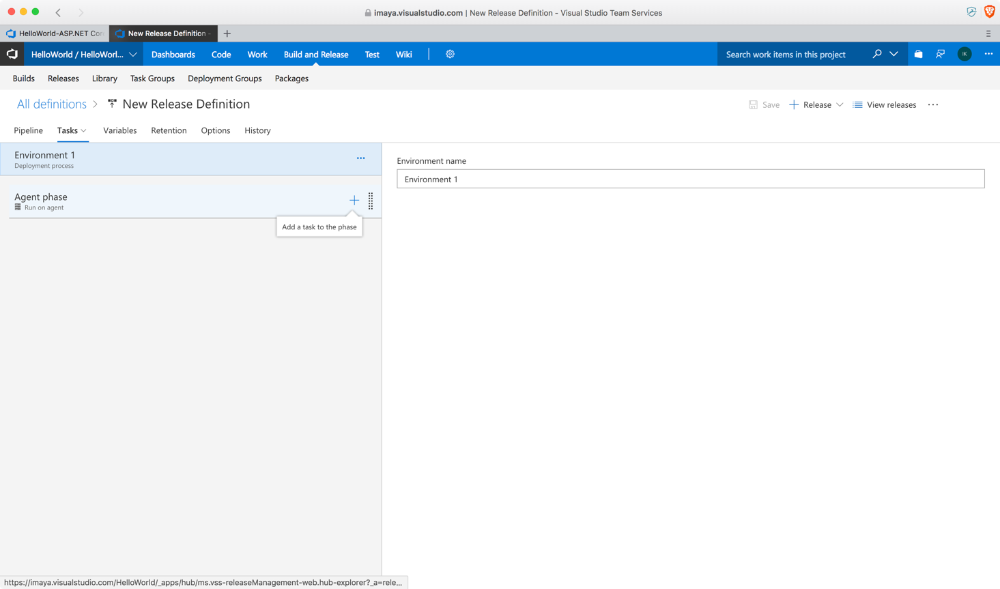 imaya.visualstudio.com | New Release Definition - Visual Studio Team Services
HelloWorld-ASP.NET Cor
New Release Definition -
HelloWorld / HelloWorl...
Dashboards
Code
Work
Build and Release
Test
Wiki
Search work items in this project
IK
Builds
Releases
Library
Task Groups
Deployment Groups
Packages
All definitions > New Release Definition
Save
Release
View releases
Pipeline
Tasks
Variables
Retention
Options
History
Environment 1
Deployment process
Agent phase
Run on agent
Add a task to the phase
Environment name
Environment 1
https://imaya.visualstudio.com/HelloWorld/_apps/hub/ms.vss-releaseManagement-web.hub-explorer?_a=rele...